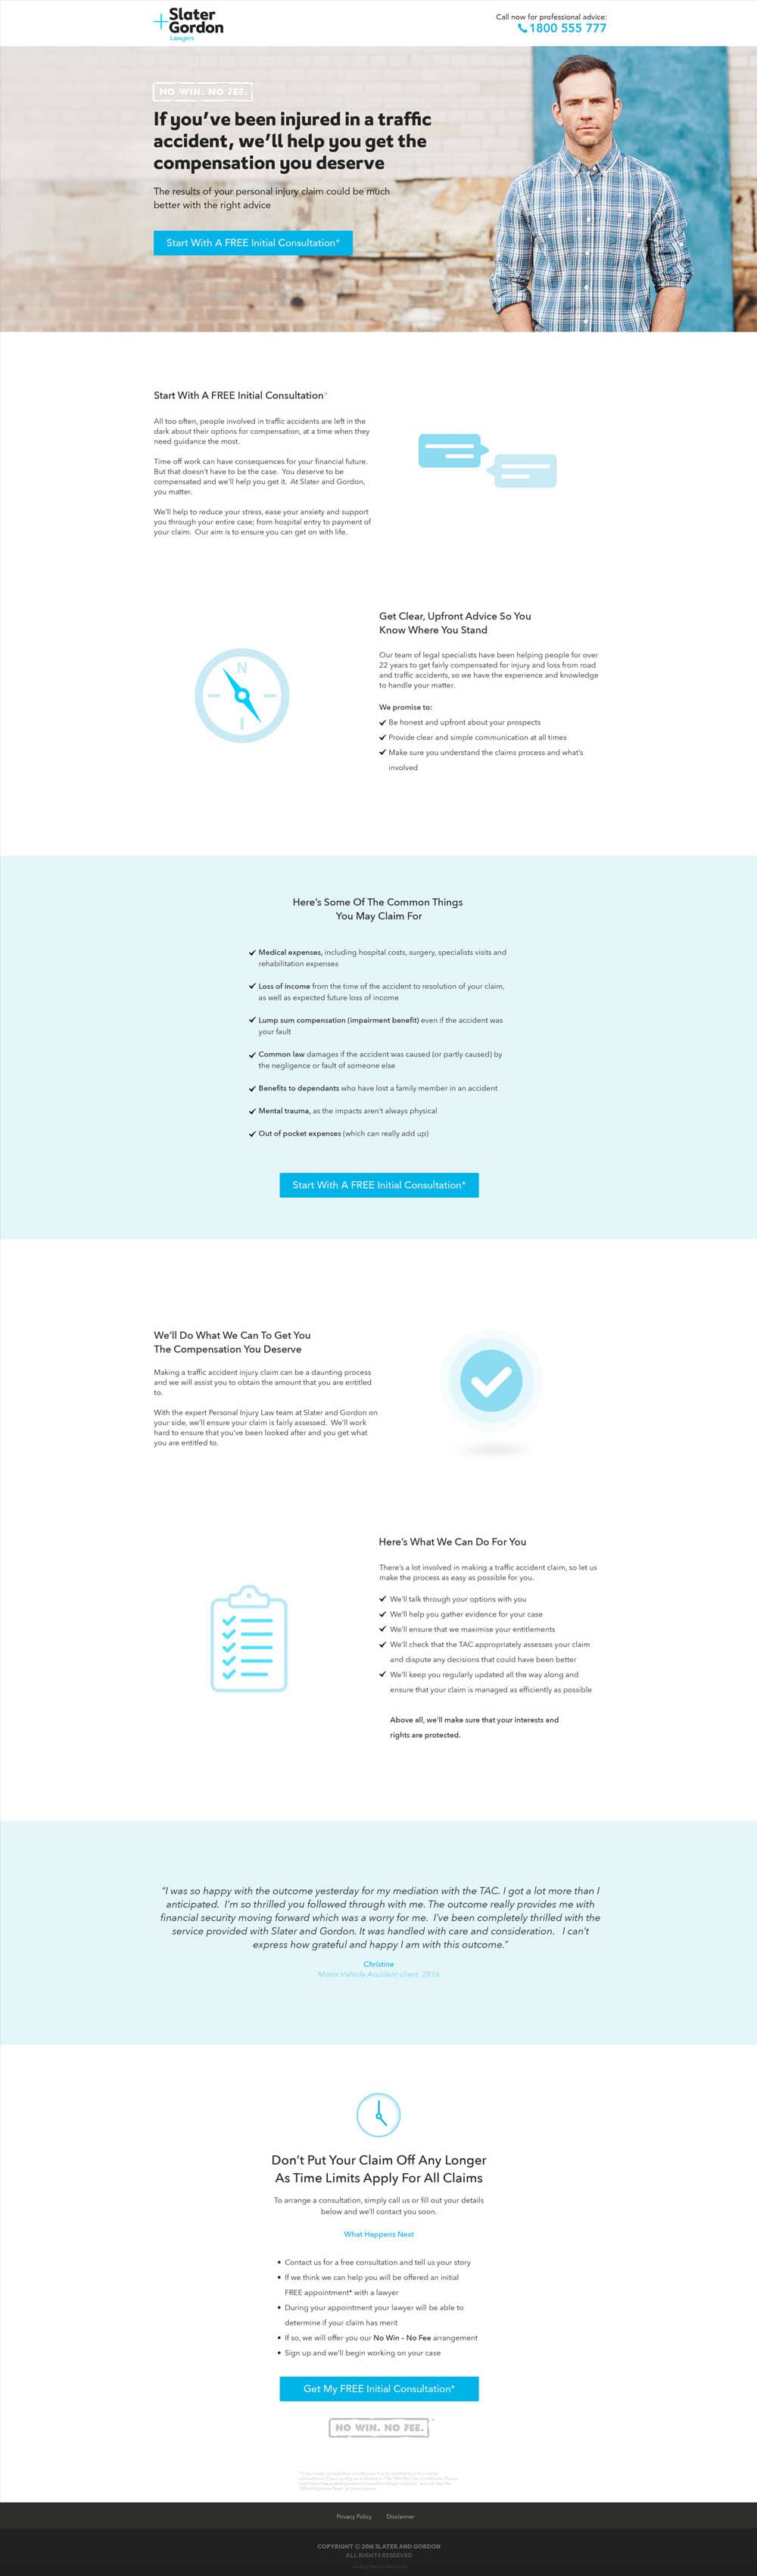 Slater
Gordon
Lawyers
Call now for professional advice:
1800 555 777
NO WIN. NO FEE.
If you've been injured in a traffic
accident, we'll help you get the
compensation you deserve
The results of your personal injury claim could be much
better with the right advice
Start With A FREE Initial Consultation*
Start With A FREE Initial Consultation*
All too often, people involved in traffic accidents are left in the
dark about their options for compensation, at a time when they
need guidance the most.
Time off work can have consequences for your financial future.
But that doesn't have to be the case. You deserve to be
compensated and we'll help you get it. At Slater and Gordon,
you matter.
We'll help to reduce your stress, ease your anxiety and support
you through your entire case; from hospital entry to payment of
your claim. Our aim is to ensure you can get on with life.
N
Get Clear, Upfront Advice So You
Know Where You Stand
Our team of legal specialists have been helping people for over
22 years to get fairly compensated for injury and loss from road
and traffic accidents, so we have the experience and knowledge
to handle your matter.
We promise to:
Be honest and upfront about your prospects
Provide clear and simple communication at all times
Make sure you understand the claims process and what's
involved
Here's Some Of The Common Things
You May Claim For
Medical expenses, including hospital costs, surgery, specialists visits and
rehabilitation expenses
Loss of income from the time of the accident to resolution of your claim,
as well as expected future loss of income
Lump sum compensation (impairment benefit) even if the accident was
your fault
Common law damages if the accident was caused (or partly caused) by
the negligence or fault of someone else
Benefits to dependants who have lost a family member in an accident
Mental trauma, as the impacts aren't always physical
Out of pocket expenses (which can really add up)
Start With A FREE Initial Consultation*
We'll Do What We Can To Get You
The Compensation You Deserve
Making a traffic accident injury claim can be a daunting process
and we will assist you to obtain the amount that you are entitled
to.
With the expert Personal Injury Law team at Slater and Gordon on
your side, we'll ensure your claim is fairly assessed. We'll work
hard to ensure that you've been looked after and you get what
you are entitled to.
Here's What We Can Do For You
There's a lot involved in making a traffic accident claim, so let us
make the process as easy as possible for you.
We'll talk through your options with you
We'll help you gather evidence for your case
We'll ensure that we maximise your entitlements
We'll check that the TAC appropriately assesses your claim
and dispute any decisions that could have been better
We'll keep you regularly updated all the way along and
ensure that your claim is managed as efficiently as possible
Above all, we'll make sure that your interests and
rights are protected.
"I was so happy with the outcome yesterday for my mediation with the TAC. I got a lot more than I
anticipated. I'm so thrilled you followed through with me. The outcome really provides me with
financial security moving forward which was a worry for me. I've been completely thrilled with the
service provided with Slater and Gordon. It was handled with care and consideration. I can't
express how grateful and happy I am with this outcome."
Christine
Motor Vehicle Accident client, 2016
Don't Put Your Claim Off Any Longer
As Time Limits Apply For All Claims
To arrange a consultation, simply call us or fill out your details
below and we'll contact you soon.
What Happens Next
• Contact us for a free consultation and tell us your story
• If we think we can help you will be offered an initial
FREE appointment* with a lawyer
• During your appointment your lawyer will be able to
determine if your claim has merit
• If so, we will offer you our No Win – No Fee arrangement
• Sign up and we'll begin working on your case
Get My FREE Initial Consultation*
NO WIN. NO FEE.*
Privacy Policy Disclaimer
COPYRIGHT © 2016 SLATER AND GORDON
ALL RIGHTS RESERVED